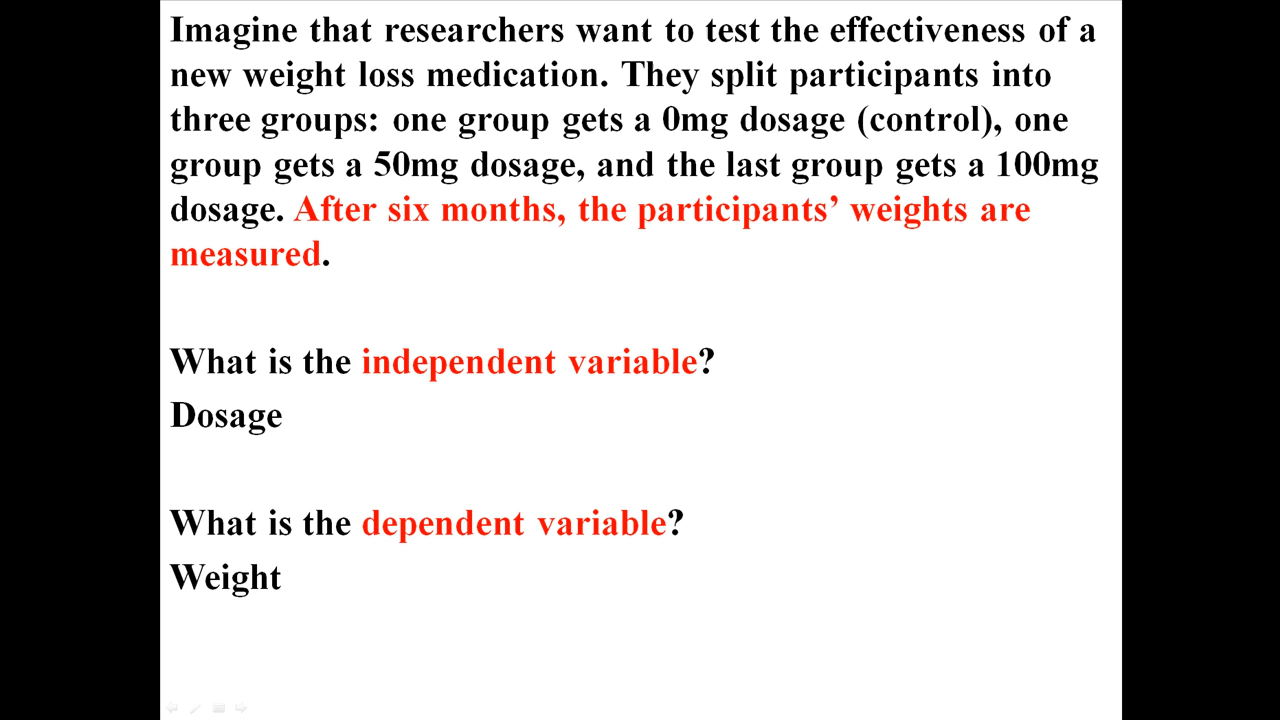 Imagine that researchers want to test the effectiveness of a
new weight loss medication. They split participants into
three groups: one group gets a 0mg dosage (control), one
group gets a 50mg dosage, and the last group gets a 100mg
dosage. After six months, the participants’ weights are
measured.
What is the independent variable?
Dosage
What is the dependent variable?
Weight